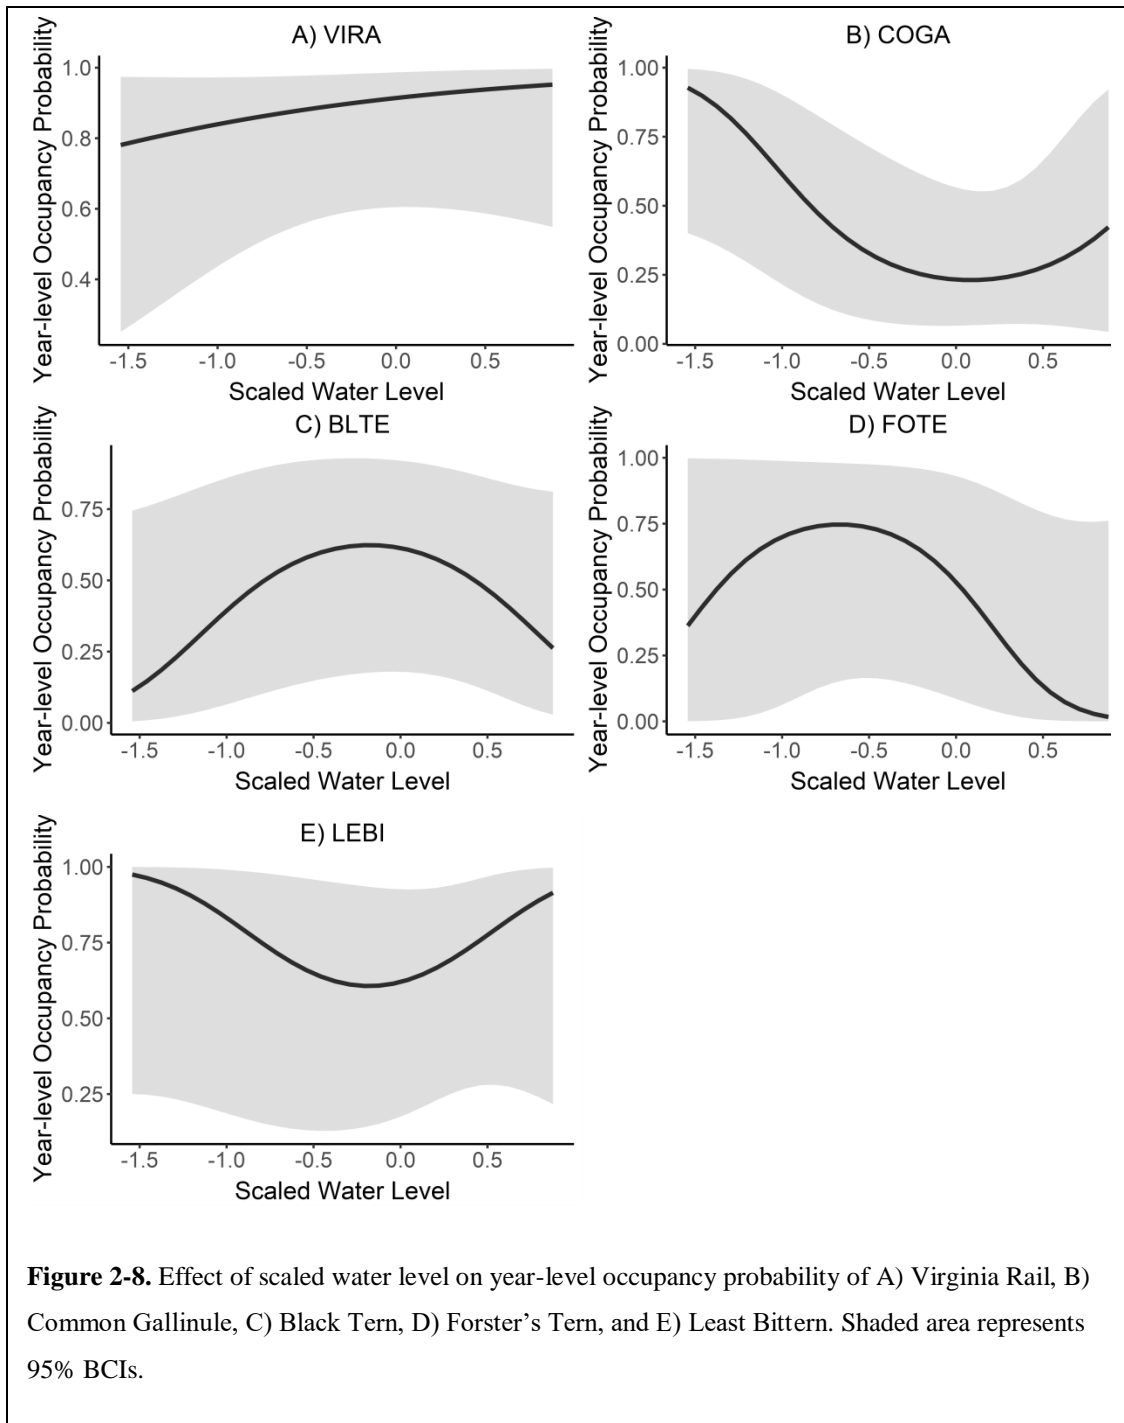 A) VIRA
Year-level Occupancy Probability
1.0
0.8
0.6
0.4
-1.5 -1.0 -0.5 0.0 0.5
Scaled Water Level
B) COGA
Year-level Occupancy Probability
1.00
0.75
0.50
0.25
0.00
-1.5 -1.0 -0.5 0.0 0.5
Scaled Water Level
C) BLTE
Year-level Occupancy Probability
0.75
0.50
0.25
0.00
-1.5 -1.0 -0.5 0.0 0.5
Scaled Water Level
D) FOTE
Year-level Occupancy Probability
1.00
0.75
0.50
0.25
0.00
-1.5 -1.0 -0.5 0.0 0.5
Scaled Water Level
E) LEBI
Year-level Occupancy Probability
1.00
0.75
0.50
0.25
-1.5 -1.0 -0.5 0.0 0.5
Scaled Water Level
Figure 2-8. Effect of scaled water level on year-level occupancy probability of A) Virginia Rail, B)
Common Gallinule, C) Black Tern, D) Forster’s Tern, and E) Least Bittern. Shaded area represents
95% BCIs.